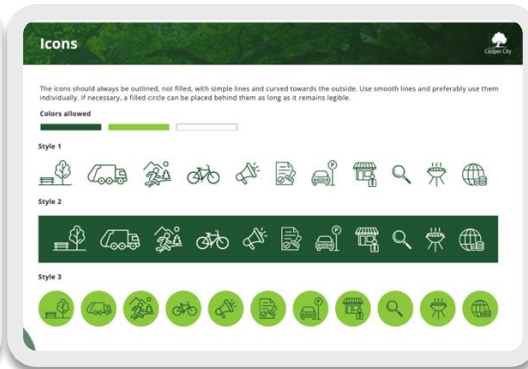 Icons
Cooper City
The icons should always be outlined, not filled, with simple lines and curved towards the outside. Use smooth lines and preferably use them
individually. If necessary, a filled circle can be placed behind them as long as it remains legible.
Colors allowed
Style 1
P
Style 2
P
Style 3
P